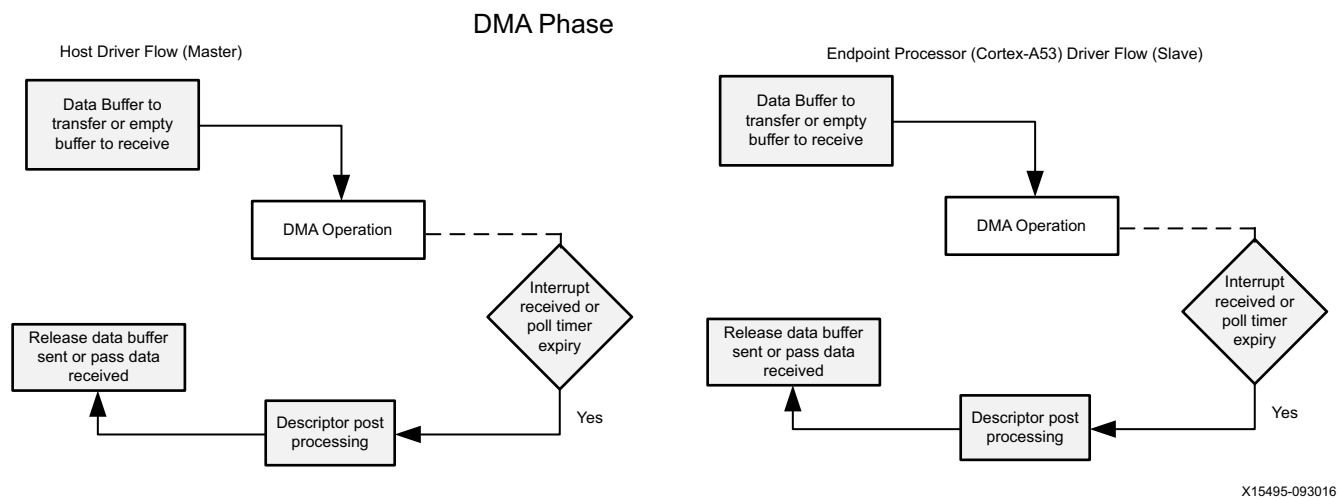 DMA Phase
Host Driver Flow (Master)
Data Buffer to
transfer or empty
buffer to receive
DMA Operation
Interrupt
received or
poll timer
expiry
Yes
Descriptor post
processing
Release data buffer
sent or pass data
received
Endpoint Processor (Cortex-A53) Driver Flow (Slave)
Data Buffer to
transfer or empty
buffer to receive
DMA Operation
Interrupt
received or
poll timer
expiry
Yes
Descriptor post
processing
Release data buffer
sent or pass data
received
X15495-093016